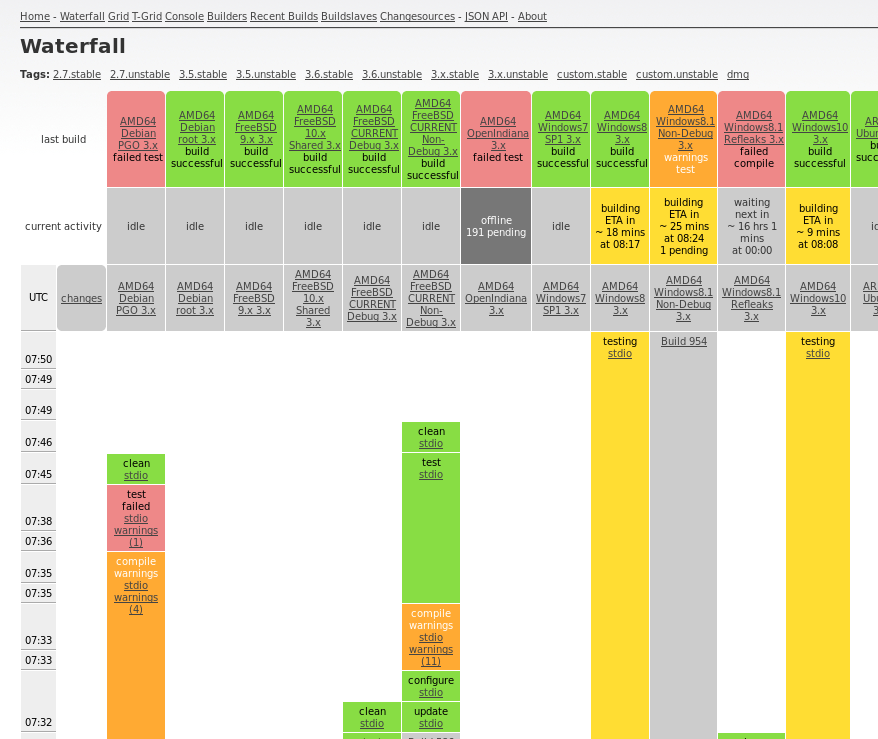 Home - Waterfall Grid T-Grid Console Builders Recent Builds Buildslaves Changesources - JSON API - About
Waterfall
Tags: 2.7.stable 2.7.unstable 3.5.stable 3.5.unstable 3.6.stable 3.6.unstable 3.x.stable 3.x.unstable custom.stable custom.unstable dmg
last build
AMD64
Debian
PGO 3.x
failed test
AMD64
Debian
root 3.x
build
successful
AMD64
FreeBSD
9.x 3.x
build
successful
AMD64
FreeBSD
10.x
Shared 3.x
build
successful
AMD64
FreeBSD
CURRENT
Debug 3.x
build
successful
AMD64
FreeBSD
CURRENT
Non-
Debug 3.x
build
successful
AMD64
OpenIndiana
3.x
failed test
AMD64
Windows7
SP1 3.x
build
successful
AMD64
Windows8
3.x
build
successful
AMD64
Windows8.1
Non-Debug
3.x
warnings
test
AMD64
Windows8.1
Refleaks 3.x
failed
compile
AMD64
Windows10
3.x
build
successful
current activity
idle
idle
idle
idle
idle
idle
offline
191 pending
idle
building
ETA in
~ 18 mins
at 08:17
building
ETA in
~ 25 mins
at 08:24
1 pending
waiting
next in
~ 16 hrs 1
mins
at 00:00
building
ETA in
~ 9 mins
at 08:08
UTC
changes
AMD64
Debian
PGO 3.x
AMD64
Debian
root 3.x
AMD64
FreeBSD
9.x 3.x
AMD64
FreeBSD
10.x
Shared
3.x
AMD64
FreeBSD
CURRENT
Debug 3.x
AMD64
FreeBSD
CURRENT
Non-
Debug 3.x
AMD64
OpenIndiana
3.x
AMD64
Windows7
SP1 3.x
AMD64
Windows8
3.x
AMD64
Windows8.1
Non-Debug
3.x
AMD64
Windows8.1
Refleaks
3.x
AMD64
Windows10
3.x
testing
stdio
Build 954
testing
stdio
07:50
07:49
07:49
clean
stdio
07:46
clean
stdio
test
stdio
07:45
test
failed
stdio
warnings
(1)
07:38
07:36
compile
warnings
stdio
warnings
(4)
07:35
07:35
compile
warnings
stdio
warnings
(11)
07:33
07:33
configure
stdio
clean
stdio
update
stdio
07:32